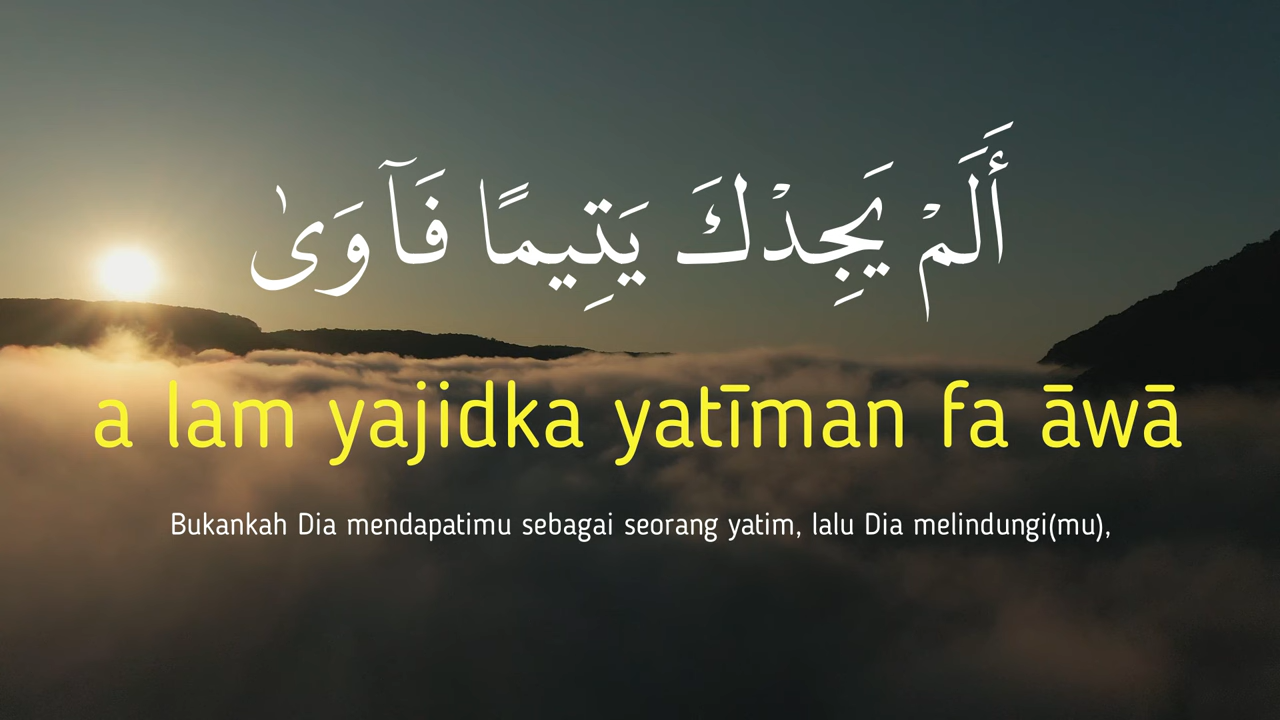 أَلَمْ يَجِدْكَ يَتِيمًا فَآوَىٰ
a lam yajidka yatīman fa āwā
Bukankah Dia mendapatimu sebagai seorang yatim, lalu Dia melindungi(mu),